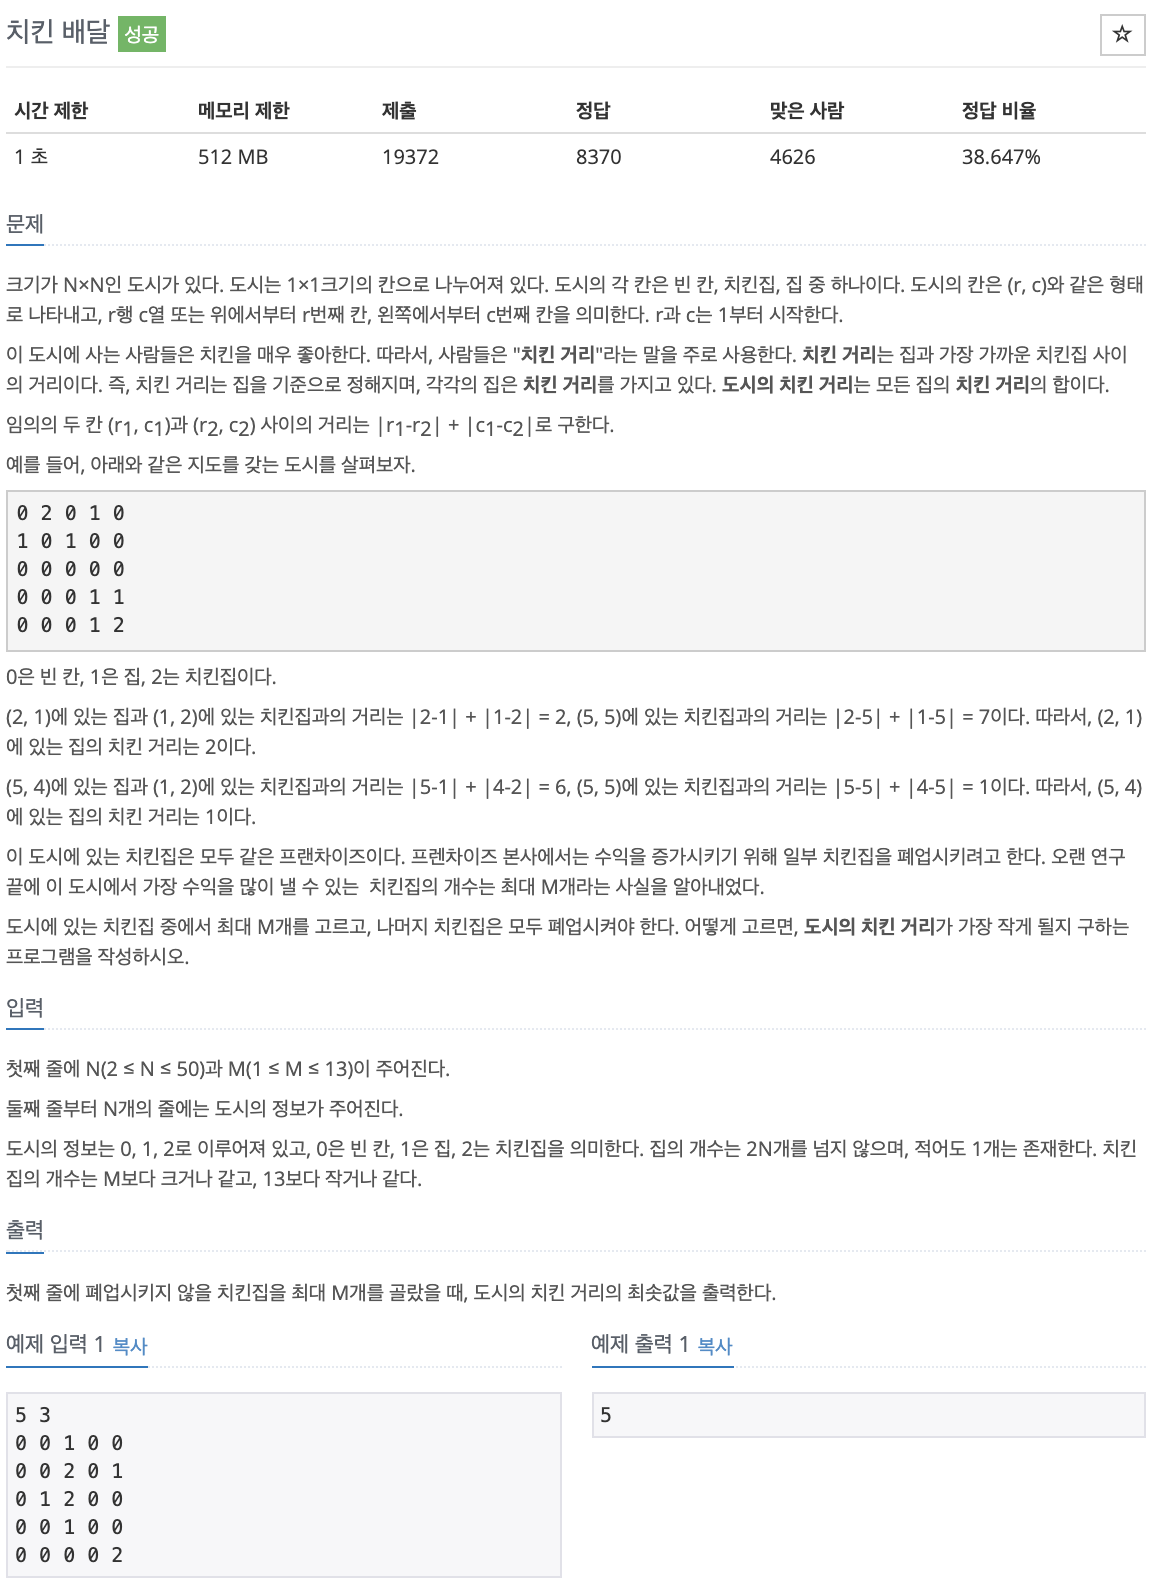 치킨 배달 성공 ☆
시간 제한 메모리 제한 제출 정답 맞은 사람 정답 비율
1 초 512 MB 19372 8370 4626 38.647%
문제
크기가 N×N인 도시가 있다. 도시는 1×1크기의 칸으로 나누어져 있다. 도시의 각 칸은 빈 칸, 치킨집, 집 중 하나이다. 도시의 칸은 (r, c)와 같은 형태
로 나타내고, r행 c열 또는 위에서부터 r번째 칸, 왼쪽에서부터 c번째 칸을 의미한다. r과 c는 1부터 시작한다.
이 도시에 사는 사람들은 치킨을 매우 좋아한다. 따라서, 사람들은 "치킨 거리"라는 말을 주로 사용한다. 치킨 거리는 집과 가장 가까운 치킨집 사이
의 거리이다. 즉, 치킨 거리는 집을 기준으로 정해지며, 각각의 집은 치킨 거리를 가지고 있다. 도시의 치킨 거리는 모든 집의 치킨 거리의 합이다.
임의의 두 칸 (r1, c1)과 (r2, c2) 사이의 거리는 |r1-r2| + |c1-c2|로 구한다.
예를 들어, 아래와 같은 지도를 갖는 도시를 살펴보자.
0 2 0 1 0
1 0 1 0 0
0 0 0 0 0
0 0 0 1 1
0 0 0 1 2
0은 빈 칸, 1은 집, 2는 치킨집이다.
(2, 1)에 있는 집과 (1, 2)에 있는 치킨집과의 거리는 |2-1| + |1-2| = 2, (5, 5)에 있는 치킨집과의 거리는 |2-5| + |1-5| = 7이다. 따라서, (2, 1)
에 있는 집의 치킨 거리는 2이다.
(5, 4)에 있는 집과 (1, 2)에 있는 치킨집과의 거리는 |5-1| + |4-2| = 6, (5, 5)에 있는 치킨집과의 거리는 |5-5| + |4-5| = 1이다. 따라서, (5, 4)
에 있는 집의 치킨 거리는 1이다.
이 도시에 있는 치킨집은 모두 같은 프랜차이즈이다. 프렌차이즈 본사에서는 수익을 증가시키기 위해 일부 치킨집을 폐업시키려고 한다. 오랜 연구
끝에 이 도시에서 가장 수익을 많이 낼 수 있는  치킨집의 개수는 최대 M개라는 사실을 알아내었다.
도시에 있는 치킨집 중에서 최대 M개를 고르고, 나머지 치킨집은 모두 폐업시켜야 한다. 어떻게 고르면, 도시의 치킨 거리가 가장 작게 될지 구하는
프로그램을 작성하시오.
입력
첫째 줄에 N(2 ≤ N ≤ 50)과 M(1 ≤ M ≤ 13)이 주어진다.
둘째 줄부터 N개의 줄에는 도시의 정보가 주어진다.
도시의 정보는 0, 1, 2로 이루어져 있고, 0은 빈 칸, 1은 집, 2는 치킨집을 의미한다. 집의 개수는 2N개를 넘지 않으며, 적어도 1개는 존재한다. 치킨
집의 개수는 M보다 크거나 같고, 13보다 작거나 같다.
출력
첫째 줄에 폐업시키지 않을 치킨집을 최대 M개를 골랐을 때, 도시의 치킨 거리의 최솟값을 출력한다.
예제 입력 1 복사
5 3
0 0 1 0 0
0 0 2 0 1
0 1 2 0 0
0 0 1 0 0
0 0 0 0 2
예제 출력 1 복사
5